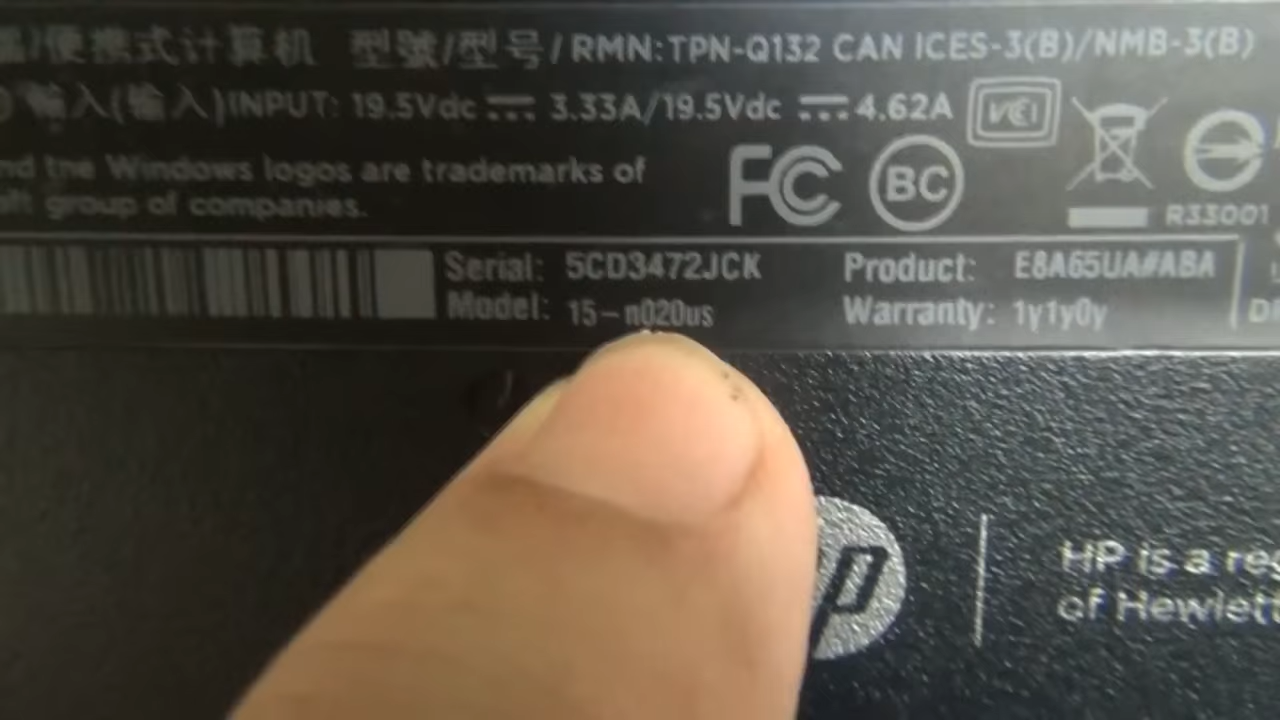 /便携式计算机 型號/型号/RMN:TPN-Q132 CAN ICES-3(B)/NMB-3(B)
輸入(输入)INPUT: 19.5Vdc ⎓ 3.33A/19.5Vdc ⎓ 4.62A VCI
nd the Windows logos are trademarks of
group of companies.
FC BC
R33001
Serial: 5CD3472JCK Product: E8A65UA#ABA
Model: 15-n020us Warranty: 1y1y0y
hp
HP is a reg
of Hewlett